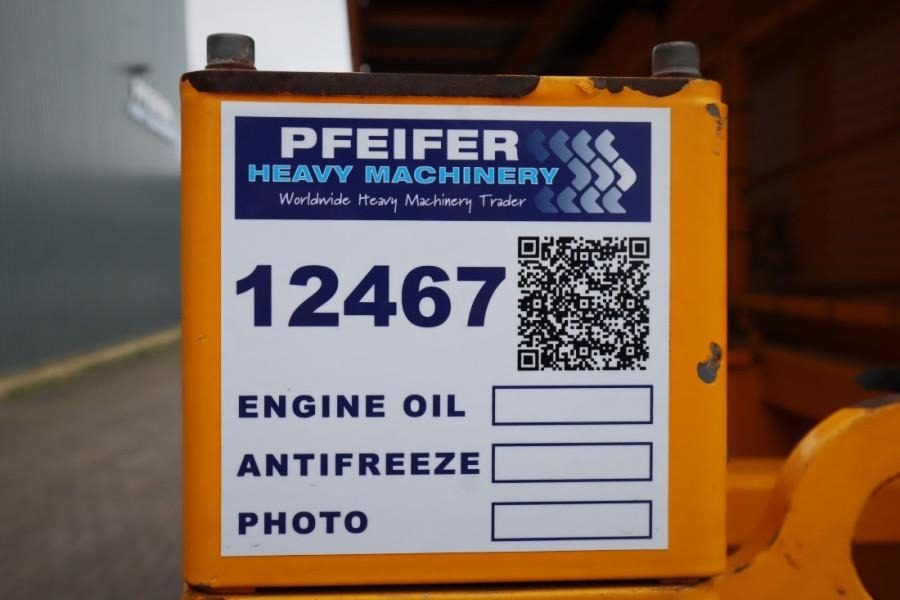 PFEIFER
HEAVY MACHINERY
Worldwide Heavy Machinery Trader
12467
ENGINE OIL
ANTIFREEZE
PHOTO